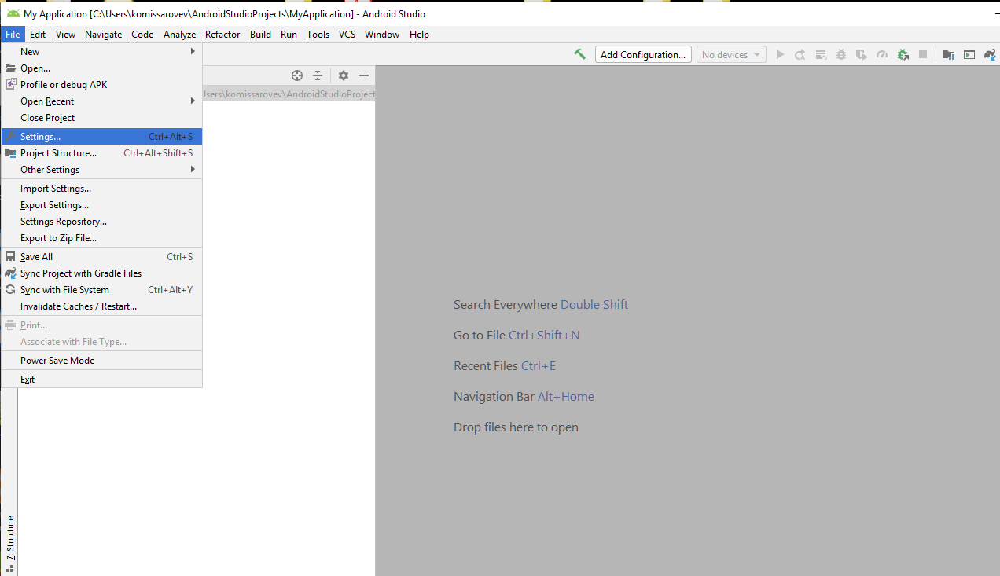 My Application [C:\Users\komissarovev\AndroidStudioProjects\MyApplication] - Android Studio
File Edit View Navigate Code Analyze Refactor Build Run Tools VCS Window Help
Add Configuration... No devices
New
Open...
Profile or debug APK
Open Recent
\komissarovev\AndroidStudioProject
Close Project
Settings... Ctrl+Alt+S
Project Structure... Ctrl+Alt+Shift+S
Other Settings
Import Settings...
Export Settings...
Settings Repository...
Export to Zip File...
Save All Ctrl+S
Sync Project with Gradle Files
Sync with File System Ctrl+Alt+Y
Invalidate Caches / Restart...
Print...
Associate with File Type...
Power Save Mode
Exit
Search Everywhere Double Shift
Go to File Ctrl+Shift+N
Recent Files Ctrl+E
Navigation Bar Alt+Home
Drop files here to open
7: Structure